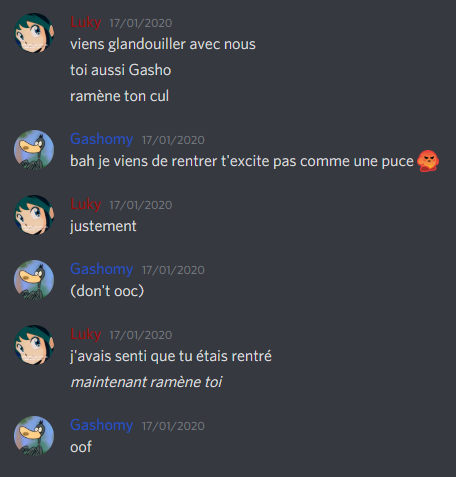 Luky 17/01/2020
viens glandouiller avec nous
toi aussi Gasho
ramène ton cul
Gashomy 17/01/2020
bah je viens de rentrer t'excite pas comme une puce
Luky 17/01/2020
justement
Gashomy 17/01/2020
(don't ooc)
Luky 17/01/2020
j'avais senti que tu étais rentré
maintenant ramène toi
Gashomy 17/01/2020
oof